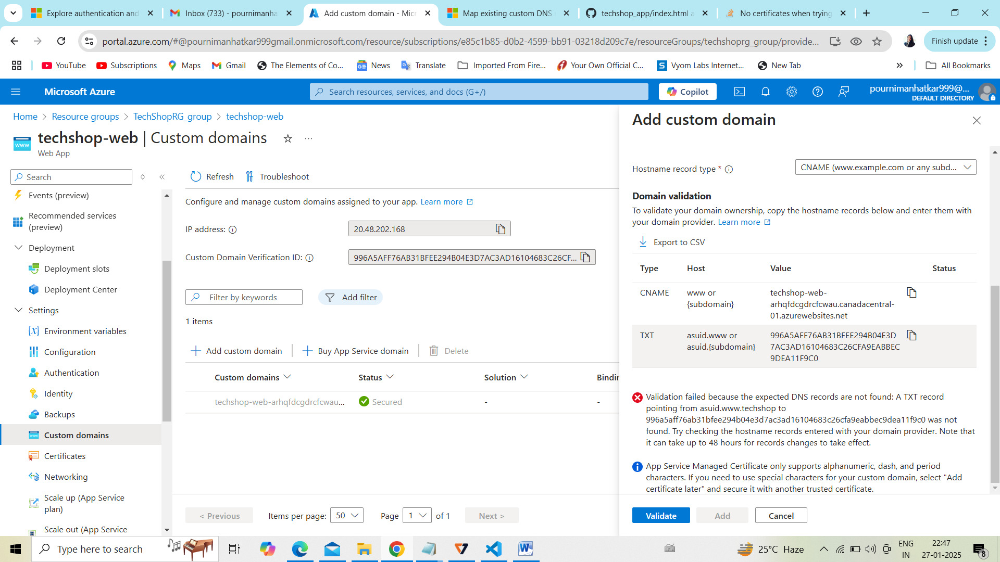 Explore authentication and
Inbox (733) - pournimanha
Add custom domain - Micr
Map existing custom DNS
techshop_app/index.html a
No certificates when trying
portal.azure.com/#@pournimanhatkar999gmail.onmicrosoft.com/resource/subscriptions/e85c1b85-d0b2-4599-bb91-03218d209c7e/resourceGroups/techshoprg_group/provide...
Finish update
YouTube
Subscriptions
Maps
Gmail
The Elements of Co...
News
Translate
Imported From Fire...
Your Own Official C...
Vyom Labs Internet...
New Tab
All Bookmarks
Microsoft Azure
Search resources, services, and docs (G+/)
Copilot
pournimanhatkar999@...
DEFAULT DIRECTORY
Home > Resource groups > TechShopRG_group > techshop-web
techshop-web | Custom domains
Web App
Search
Events (preview)
Recommended services
(preview)
Deployment
Deployment slots
Deployment Center
Settings
Environment variables
Configuration
Authentication
Identity
Backups
Custom domains
Certificates
Networking
Scale up (App Service
plan)
Scale out (App Service
Refresh
Troubleshoot
Configure and manage custom domains assigned to your app. Learn more
IP address:
20.48.202.168
Custom Domain Verification ID:
996A5AFF76AB31BFEE294B04E3D7AC3AD16104683C26CF...
Filter by keywords
Add filter
1 items
Add custom domain
Buy App Service domain
Delete
Custom domains
Status
Solution
Bindin
techshop-web-arhqfdcgdrcfcwau...
Secured
-
-
< Previous
Items per page:
50
Page
1
of 1
Next >
Add custom domain
Hostname record type *
CNAME (www.example.com or any subd...
Domain validation
To validate your domain ownership, copy the hostname records below and enter them with
your domain provider. Learn more
Export to CSV
Type
Host
Value
Status
CNAME
www or
{subdomain}
techshop-web-
arhqfdcgdrcfcwau.canadacentral-
01.azurewebsites.net
TXT
asuid.www or
asuid.{subdomain}
996A5AFF76AB31BFEE294B04E3D
7AC3AD16104683C26CFA9EABBEC
9DEA11F9C0
Validation failed because the expected DNS records are not found: A TXT record
pointing from asuid.www.techshop to
996a5aff76ab31bfee294b04e3d7ac3ad16104683c26cfa9eabbec9dea11f9c0 was not
found. Try checking the hostname records entered with your domain provider. Note that
it can take up to 48 hours for records changes to take effect.
App Service Managed Certificate only supports alphanumeric, dash, and period
characters. If you need to use special characters for your custom domain, select "Add
certificate later" and secure it with another trusted certificate.
Validate
Add
Cancel
Type here to search
25°C Haze
ENG
IN
22:47
27-01-2025
8